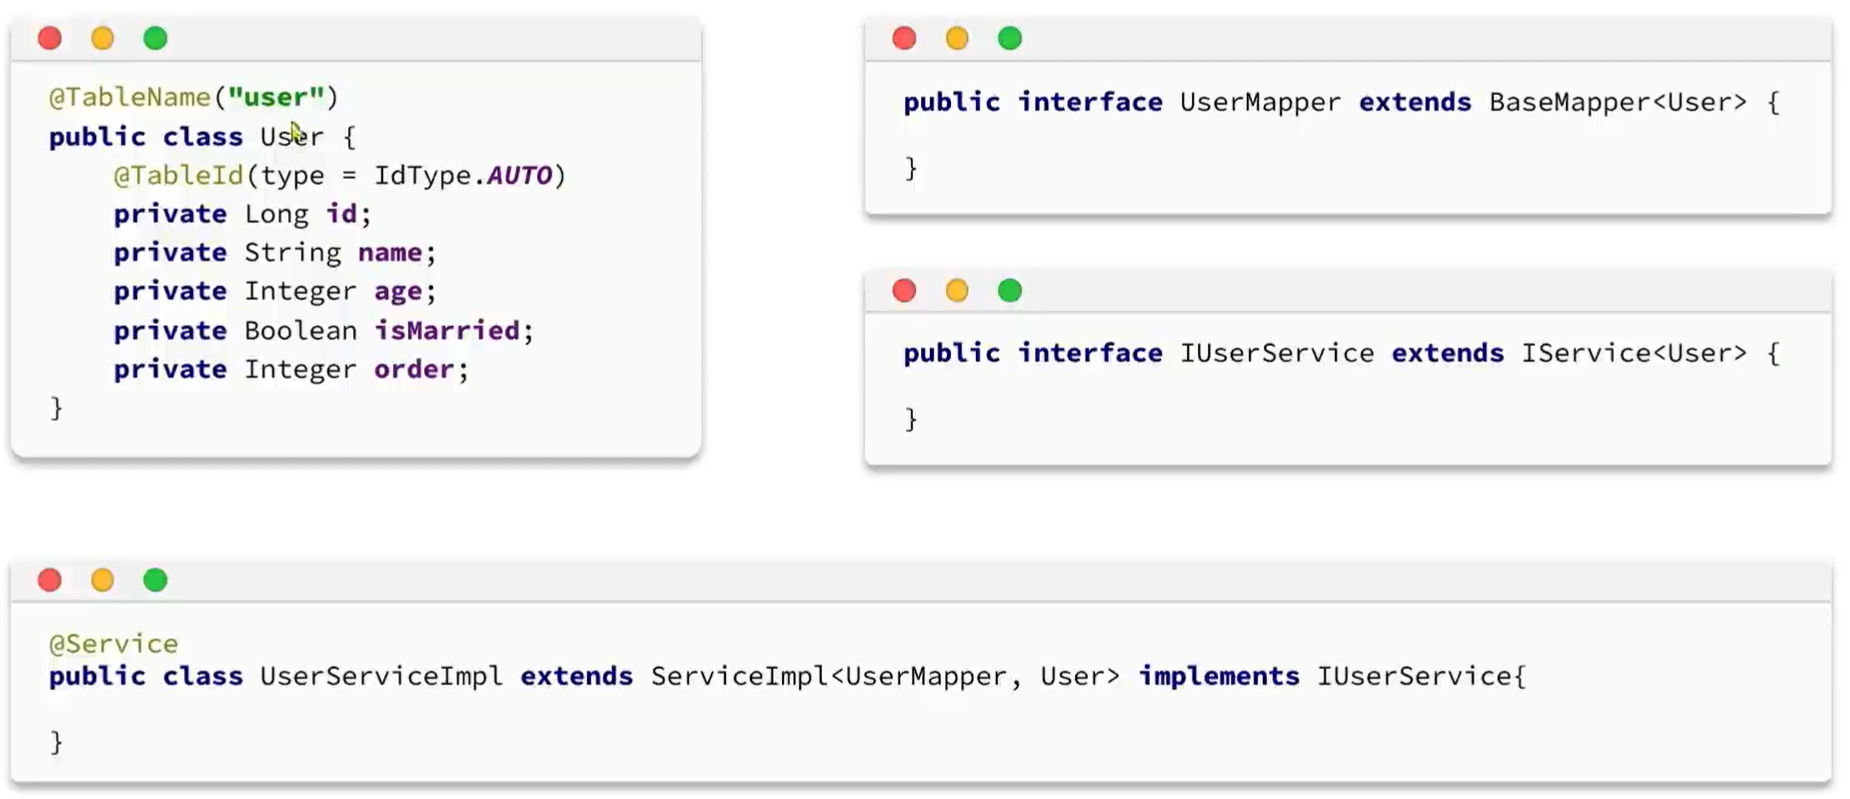 @TableName("user")
public class User {
    @TableId(type = IdType.AUTO)
    private Long id;
    private String name;
    private Integer age;
    private Boolean isMarried;
    private Integer order;
}
public interface UserMapper extends BaseMapper<User> {
}
public interface IUserService extends IService<User> {
}
@Service
public class UserServiceImpl extends ServiceImpl<UserMapper, User> implements IUserService{
}